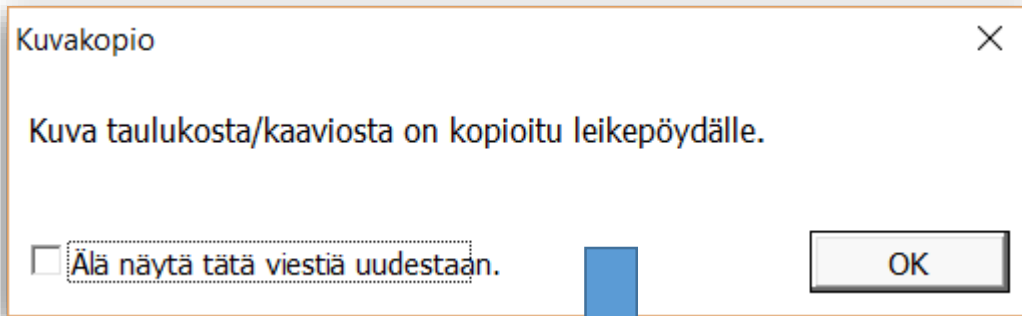 Kuvakopio
Kuva taulukosta/kaaviosta on kopioitu leikepöydälle.
Älä näytä tätä viestiä uudestaan.
OK